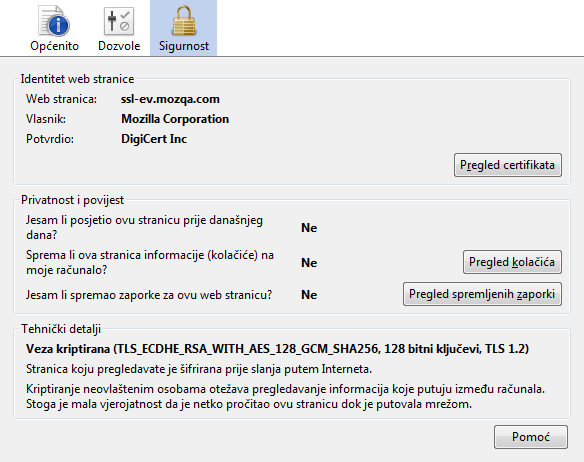 Općenito
Dozvole
Sigurnost
Identitet web stranice
Web stranica: ssl-ev.mozqa.com
Vlasnik: Mozilla Corporation
Potvrdio: DigiCert Inc
Pregled certifikata
Privatnost i povijest
Jesam li posjetio ovu stranicu prije današnjeg
dana?
Ne
Sprema li ova stranica informacije (kolačiće) na
moje računalo?
Ne
Pregled kolačića
Jesam li spremao zaporke za ovu web stranicu?
Ne
Pregled spremljenih zaporki
Tehnički detalji
Veza kriptirana (TLS_ECDHE_RSA_WITH_AES_128_GCM_SHA256, 128 bitni ključevi, TLS 1.2)
Stranica koju pregledavate je šifrirana prije slanja putem Interneta.
Kriptiranje neovlaštenim osobama otežava pregledavanje informacija koje putuju između računala.
Stoga je mala vjerojatnost da je netko pročitao ovu stranicu dok je putovala mrežom.
Pomoć